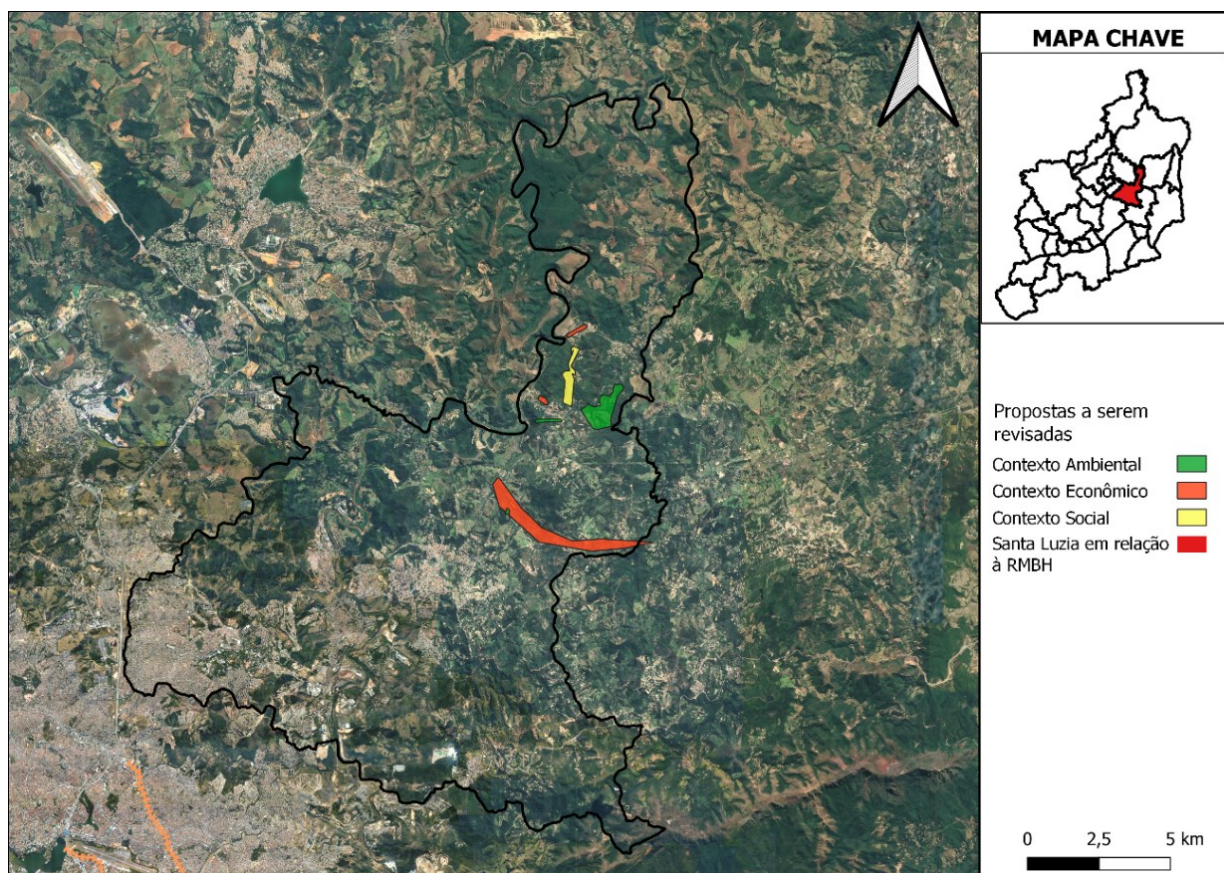 MAPA CHAVE
Propostas a serem
revisadas
Contexto Ambiental
Contexto Econômico
Contexto Social
Santa Luzia em relação
à RMBH
0 2,5 5 km